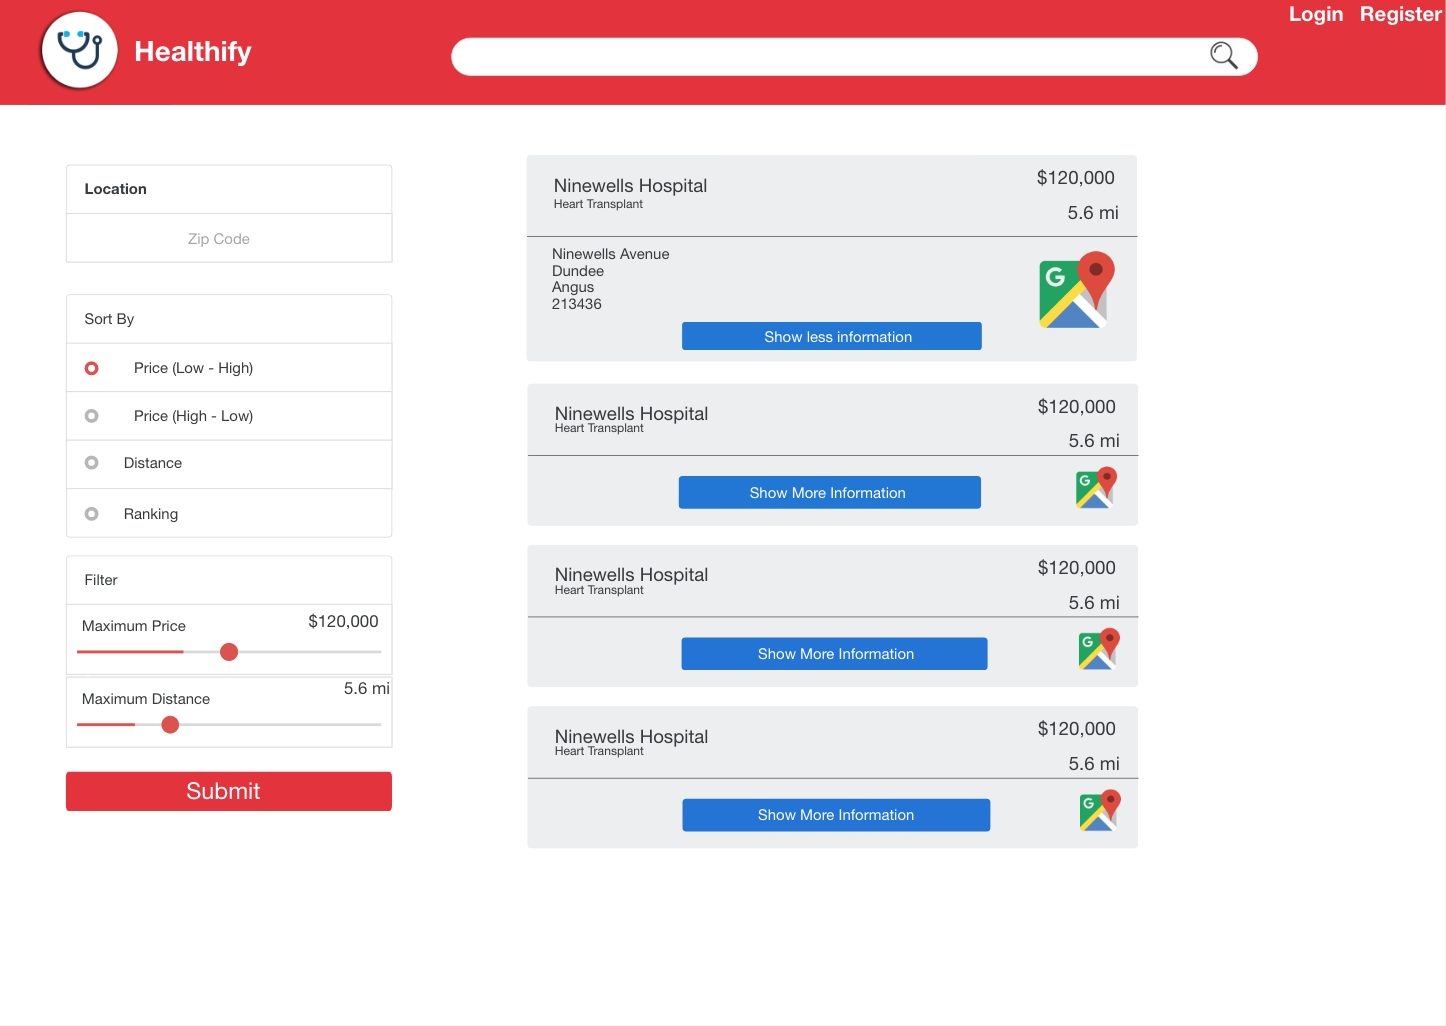 Login Register
Healthify
Location
Zip Code
Sort By
Price (Low - High)
Price (High - Low)
Distance
Ranking
Filter
Maximum Price $120,000
Maximum Distance 5.6 mi
Submit
Ninewells Hospital $120,000
Heart Transplant
5.6 mi
Ninewells Avenue
Dundee
Angus
213436
G
Show less information
Ninewells Hospital $120,000
Heart Transplant
5.6 mi
Show More Information
G
Ninewells Hospital $120,000
Heart Transplant
5.6 mi
Show More Information
G
Ninewells Hospital $120,000
Heart Transplant
5.6 mi
Show More Information
G